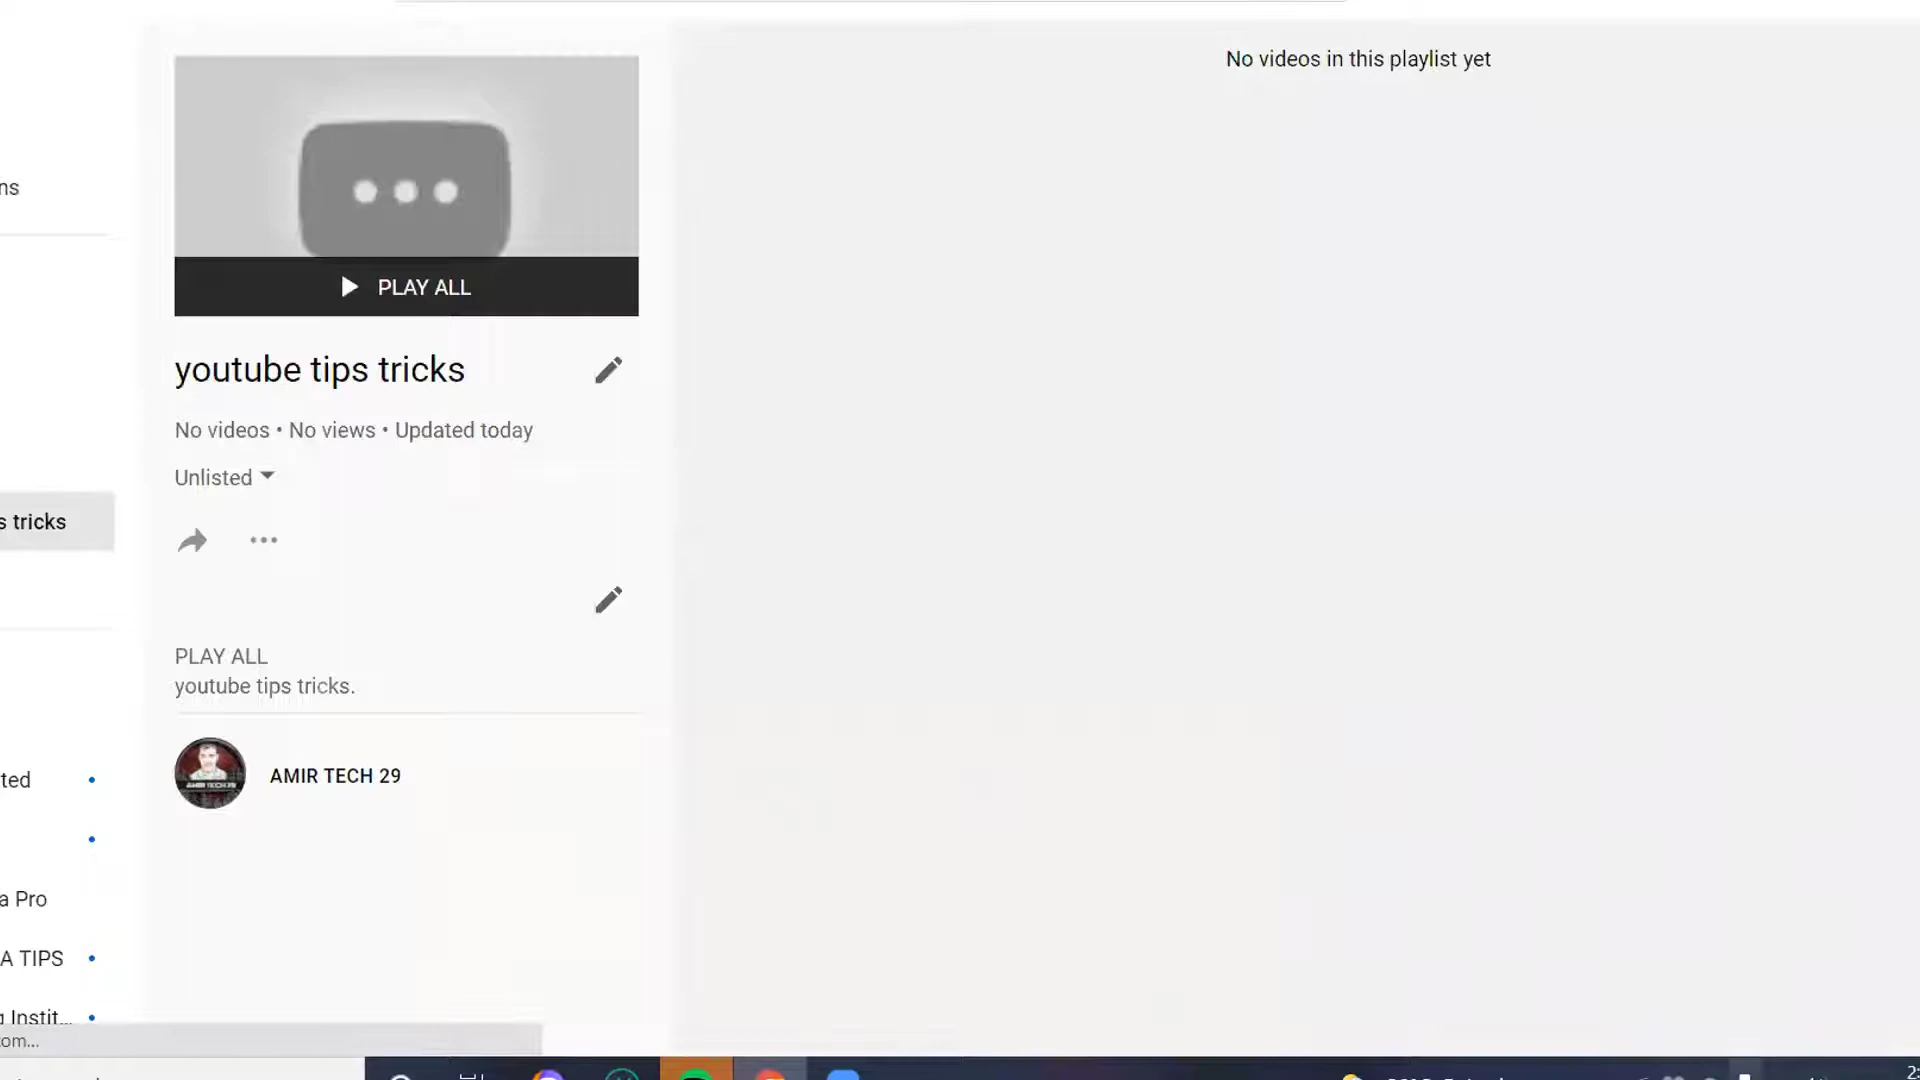 No videos in this playlist yet
ns
PLAY ALL
youtube tips tricks
No videos • No views • Updated today
Unlisted
s tricks
PLAY ALL
youtube tips tricks.
AMIR TECH 29
ted
a Pro
A TIPS
g Instit...
om...